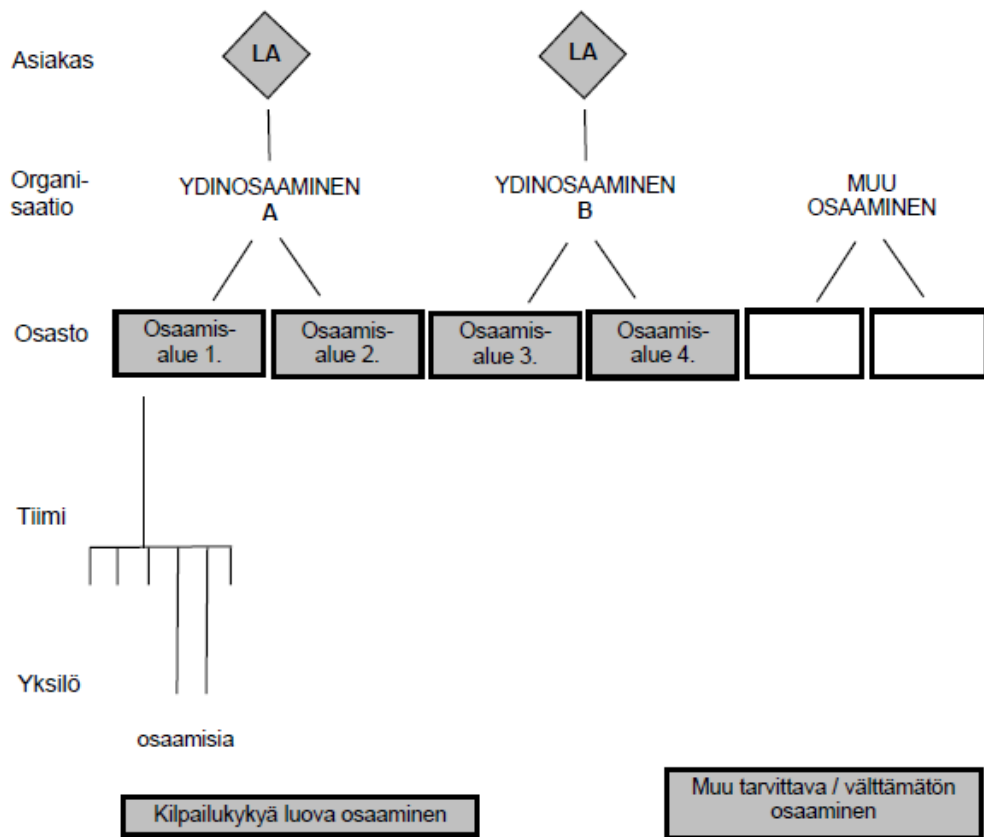 Asiakas
LA
LA
Organi-
saatio
YDINOSAAMINEN
A
YDINOSAAMINEN
B
MUU
OSAAMINEN
Osasto
Osaamis-
alue 1.
Osaamis-
alue 2.
Osaamis-
alue 3.
Osaamis-
alue 4.
Tiimi
Yksilö
osaamisia
Kilpailukykyä luova osaaminen
Muu tarvittava / välttämätön
osaaminen